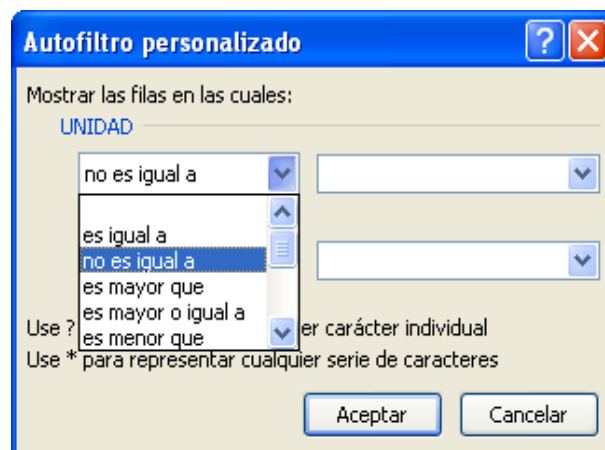 Autofiltro personalizado
Mostrar las filas en las cuales:
UNIDAD
no es igual a
es igual a
no es igual a
es mayor que
es mayor o igual a
es menor que
Use ? er carácter individual
Use * para representar cualquier serie de caracteres
Aceptar Cancelar